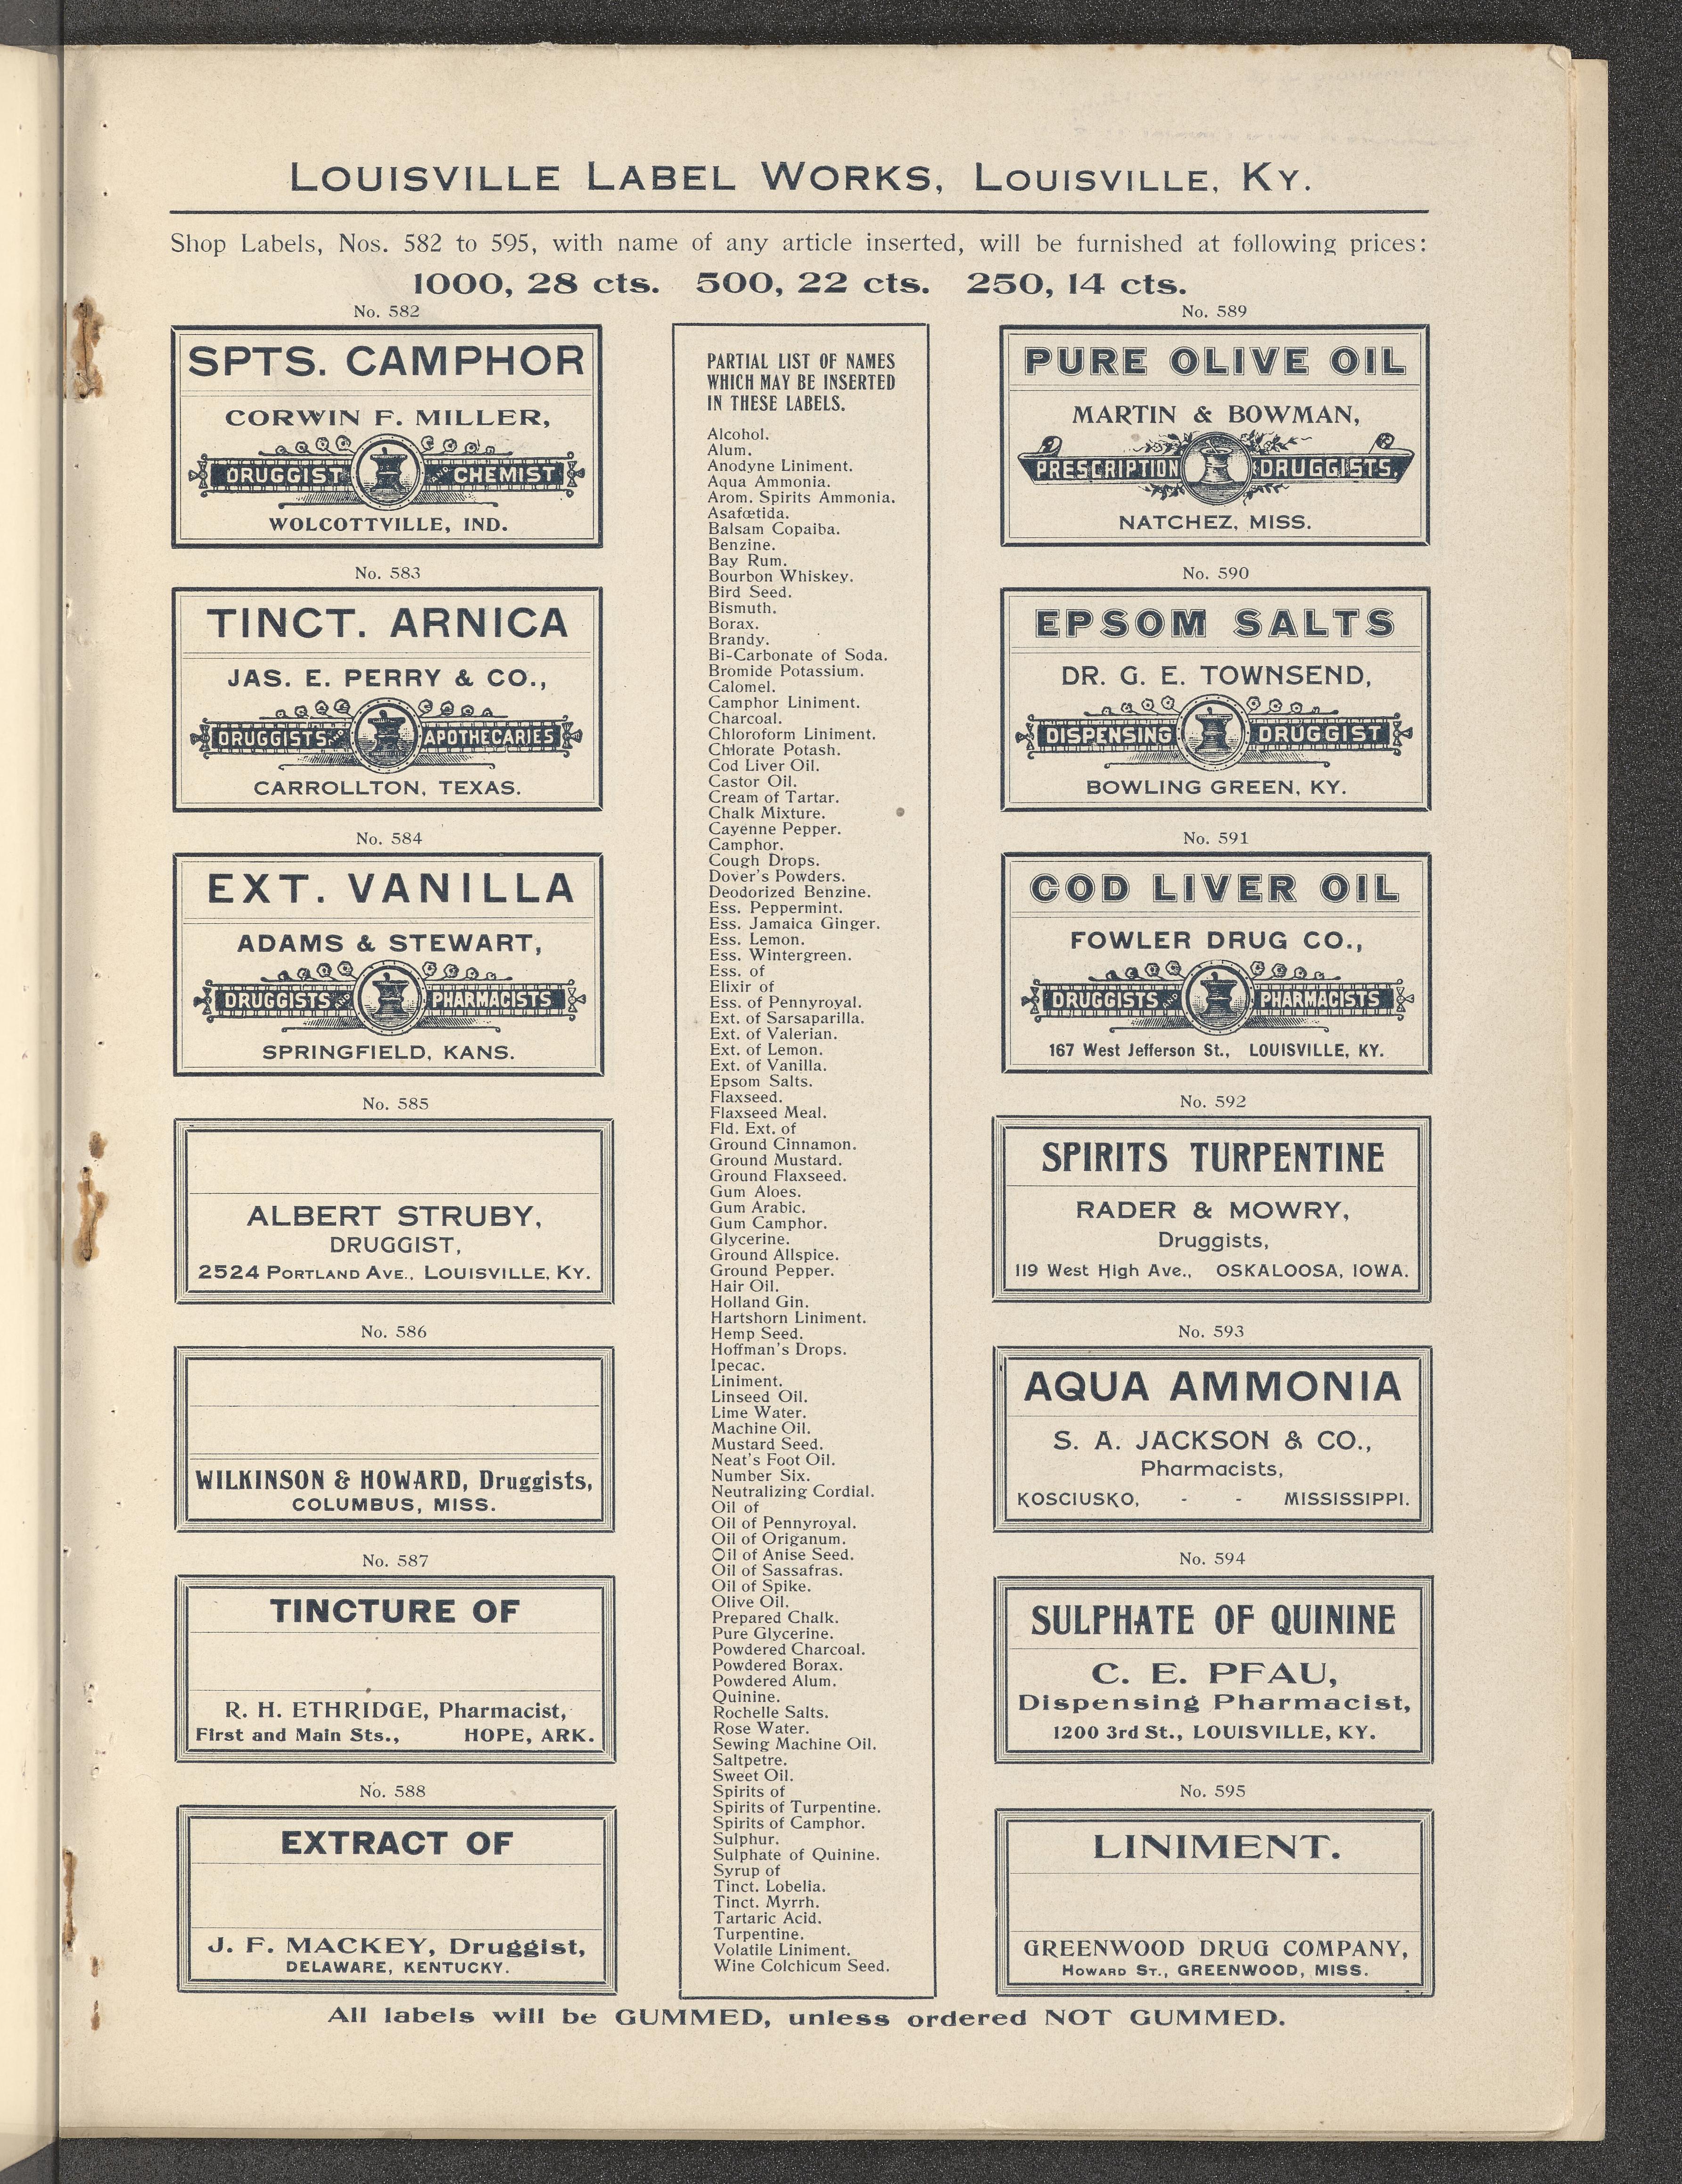 LOUISVILLE LABEL WORKS, LOUISVILLE, KY.
Shop Labels, Nos. 582 to 595, with name of any article inserted, will be furnished at following prices:
1000, 28 cts. 500, 22 cts. 250, 14 cts.
No. 582
SPTS. CAMPHOR
CORWIN F. MILLER,
DRUGGIST AND CHEMIST
WOLCOTTVILLE, IND.
No. 583
TINCT. ARNICA
JAS. E. PERRY & CO.,
DRUGGISTS AND APOTHECARIES
CARROLLTON, TEXAS.
No. 584
EXT. VANILLA
ADAMS & STEWART,
DRUGGISTS AND PHARMACISTS
SPRINGFIELD, KANS.
No. 585
ALBERT STRUBY,
DRUGGIST,
2524 PORTLAND AVE., LOUISVILLE, KY.
No. 586
WILKINSON & HOWARD, Druggists,
COLUMBUS, MISS.
No. 587
TINCTURE OF
R. H. ETHRIDGE, Pharmacist,
First and Main Sts., HOPE, ARK.
No. 588
EXTRACT OF
J. F. MACKEY, Druggist,
DELAWARE, KENTUCKY.
PARTIAL LIST OF NAMES
WHICH MAY BE INSERTED
IN THESE LABELS.
Alcohol.
Alum.
Anodyne Liniment.
Aqua Ammonia.
Arom. Spirits Ammonia.
Asafœtida.
Balsam Copaiba.
Benzine.
Bay Rum.
Bourbon Whiskey.
Bird Seed.
Bismuth.
Borax.
Brandy.
Bi-Carbonate of Soda.
Bromide Potassium.
Calomel.
Camphor Liniment.
Charcoal.
Chloroform Liniment.
Chlorate Potash.
Cod Liver Oil.
Castor Oil.
Cream of Tartar.
Chalk Mixture.
Cayenne Pepper.
Camphor.
Cough Drops.
Dover's Powders.
Deodorized Benzine.
Ess. Peppermint.
Ess. Jamaica Ginger.
Ess. Lemon.
Ess. Wintergreen.
Ess. of
Elixir of
Ess. of Pennyroyal.
Ext. of Sarsaparilla.
Ext. of Valerian.
Ext. of Lemon.
Ext. of Vanilla.
Epsom Salts.
Flaxseed.
Flaxseed Meal.
Fld. Ext. of
Ground Cinnamon.
Ground Mustard.
Ground Flaxseed.
Gum Aloes.
Gum Arabic.
Gum Camphor.
Glycerine.
Ground Allspice.
Ground Pepper.
Hair Oil.
Holland Gin.
Hartshorn Liniment.
Hemp Seed.
Hoffman's Drops.
Ipecac.
Liniment.
Linseed Oil.
Lime Water.
Machine Oil.
Mustard Seed.
Neat's Foot Oil.
Number Six.
Neutralizing Cordial.
Oil of
Oil of Pennyroyal.
Oil of Origanum.
Oil of Anise Seed.
Oil of Sassafras.
Oil of Spike.
Olive Oil.
Prepared Chalk.
Pure Glycerine.
Powdered Charcoal.
Powdered Borax.
Powdered Alum.
Quinine.
Rochelle Salts.
Rose Water.
Sewing Machine Oil.
Saltpetre.
Sweet Oil.
Spirits of
Spirits of Turpentine.
Spirits of Camphor.
Sulphur.
Sulphate of Quinine.
Syrup of
Tinct. Lobelia.
Tinct. Myrrh.
Tartaric Acid.
Turpentine.
Volatile Liniment.
Wine Colchicum Seed.
No. 589
PURE OLIVE OIL
MARTIN & BOWMAN,
PRESCRIPTION DRUGGISTS,
NATCHEZ, MISS.
No. 590
EPSOM SALTS
DR. G. E. TOWNSEND,
DISPENSING DRUGGIST
BOWLING GREEN, KY.
No. 591
COD LIVER OIL
FOWLER DRUG CO.,
DRUGGISTS AND PHARMACISTS
167 West Jefferson St., LOUISVILLE, KY.
No. 592
SPIRITS TURPENTINE
RADER & MOWRY,
Druggists,
119 West High Ave., OSKALOOSA, IOWA.
No. 593
AQUA AMMONIA
S. A. JACKSON & CO.,
Pharmacists,
KOSCIUSKO, - - MISSISSIPPI.
No. 594
SULPHATE OF QUININE
C. E. PFAU,
Dispensing Pharmacist,
1200 3rd St., LOUISVILLE, KY.
No. 595
LINIMENT.
GREENWOOD DRUG COMPANY,
HOWARD ST., GREENWOOD, MISS.
All labels will be GUMMED, unless ordered NOT GUMMED.